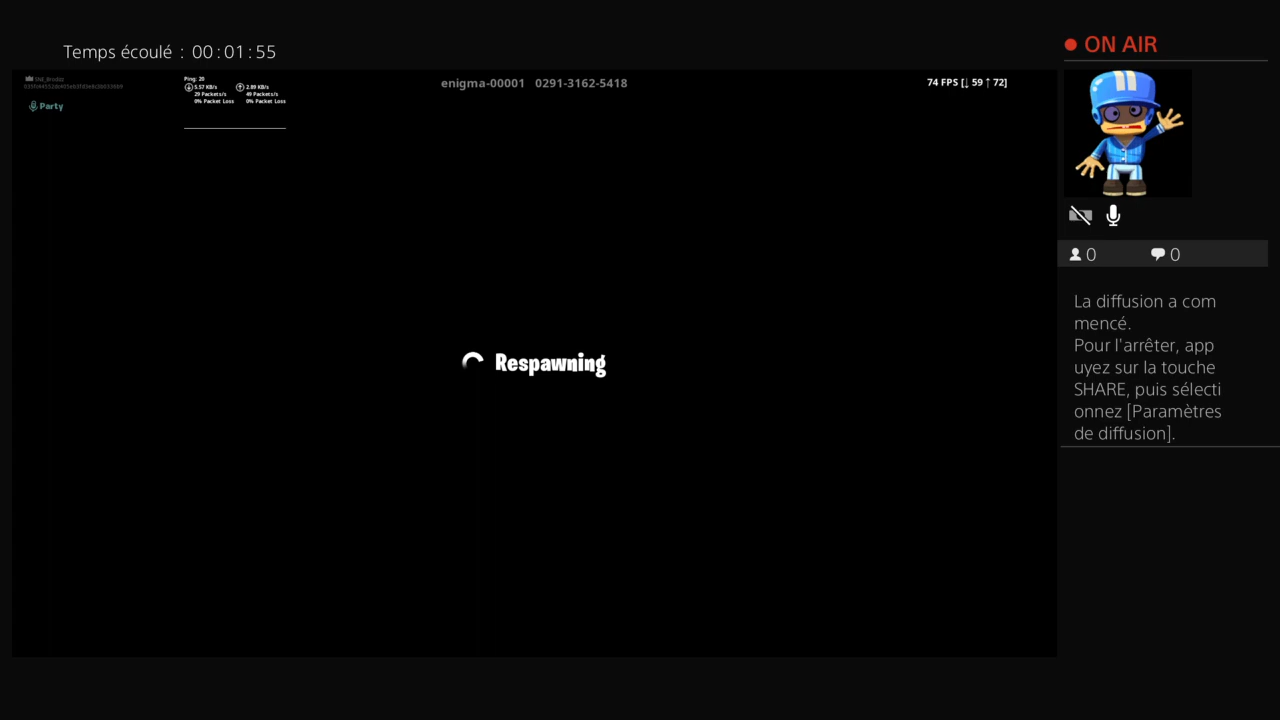 Temps écoulé : 00:01:55
ON AIR
Ping: 20
5.57 KB/s 2.89 KB/s
29 Packets/s 49 Packets/s
0% Packet Loss 0% Packet Loss
enigma-00001 0291-3162-5418
74 FPS [↓ 59 ↑ 72]
Party
0 0
La diffusion a com
mencé.
Pour l'arrêter, app
uyez sur la touche
SHARE, puis sélecti
onnez [Paramètres
de diffusion].
Respawning